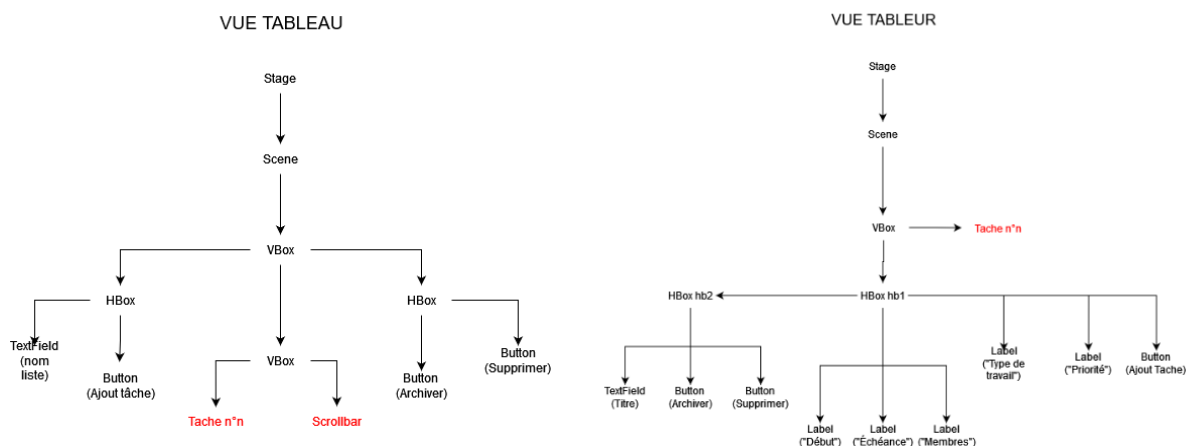 VUE TABLEAU
Stage
Scene
VBox
HBox
HBox
TextField
(nom
liste)
Button
(Ajout tâche)
VBox
Button
(Archiver)
Button
(Supprimer)
Tache n°n
Scrollbar
VUE TABLEUR
Stage
Scene
VBox
Tache n°n
HBox hb2
HBox hb1
Label
("Type de
travail")
Label
("Priorité")
Button
(Ajout Tache)
TextField
(Titre)
Button
(Archiver)
Button
(Supprimer)
Label
("Début")
Label
("Échéance")
Label
("Membres")